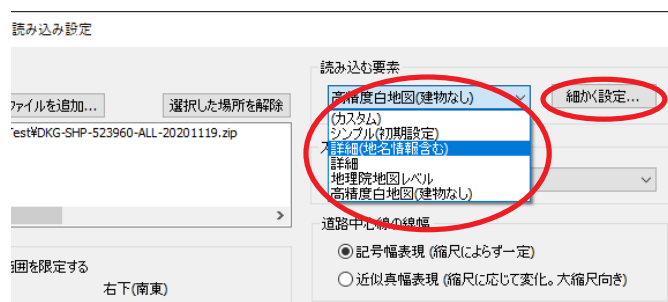 読み込み設定
読み込む要素
ファイルを追加...
選択した場所を解除
高精度白地図(建物なし)
細かく設定...
Test¥DKG-SHP-523960-ALL-20201119.zip
(カスタム)
シンプル(初期設定)
詳細(地名情報含む)
詳細
地理院地図レベル
高精度白地図(建物なし)
道路中心線の線幅
記号幅表現 (縮尺によらず一定)
近似真幅表現 (縮尺に応じて変化。大縮尺向き)
範囲を限定する
右下(南東)